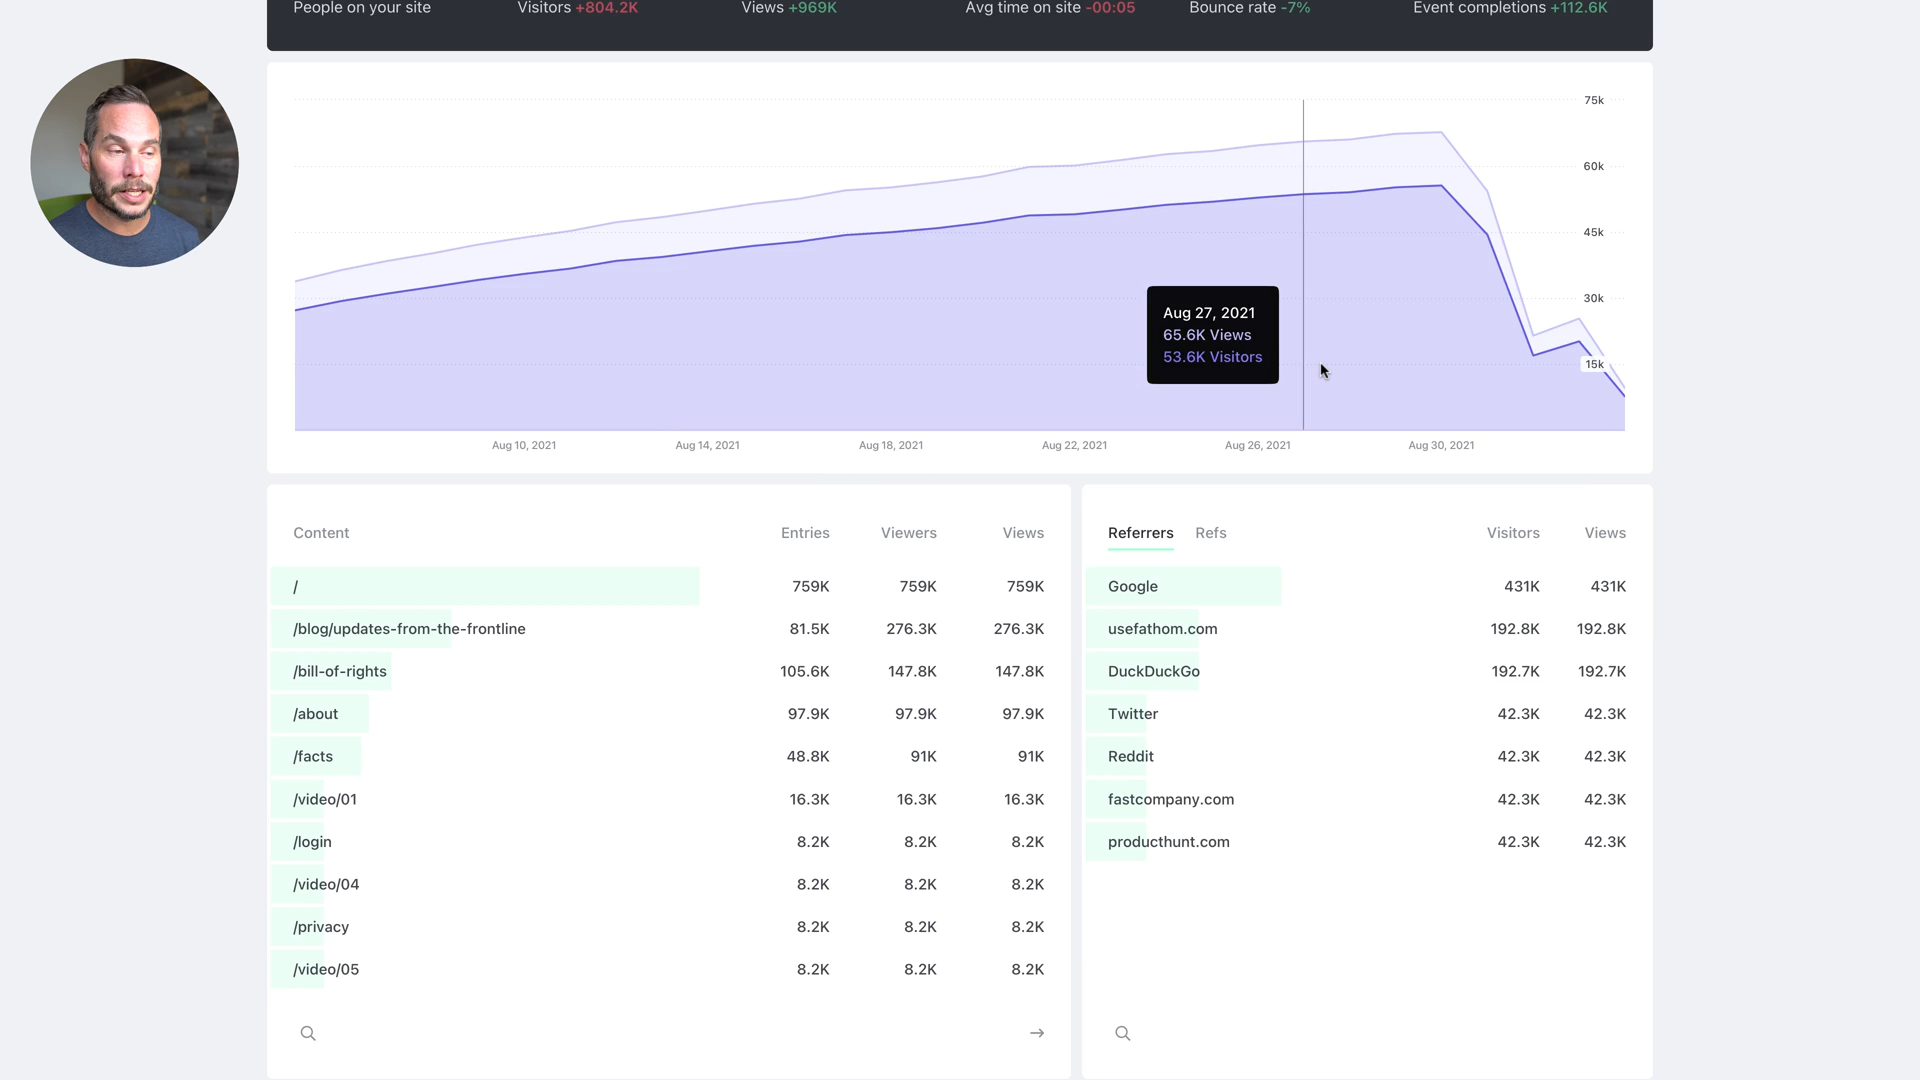 People on your site Visitors +804.2K Views +969K Avg time on site -00:05 Bounce rate -7% Event completions +112.6K
75k
60k
45k
30k
15k
Aug 27, 2021
65.6K Views
53.6K Visitors
Aug 10, 2021 Aug 14, 2021 Aug 18, 2021 Aug 22, 2021 Aug 26, 2021 Aug 30, 2021
Content Entries Viewers Views
/ 759K 759K 759K
/blog/updates-from-the-frontline 81.5K 276.3K 276.3K
/bill-of-rights 105.6K 147.8K 147.8K
/about 97.9K 97.9K 97.9K
/facts 48.8K 91K 91K
/video/01 16.3K 16.3K 16.3K
/login 8.2K 8.2K 8.2K
/video/04 8.2K 8.2K 8.2K
/privacy 8.2K 8.2K 8.2K
/video/05 8.2K 8.2K 8.2K
Referrers Refs Visitors Views
Google 431K 431K
usefathom.com 192.8K 192.8K
DuckDuckGo 192.7K 192.7K
Twitter 42.3K 42.3K
Reddit 42.3K 42.3K
fastcompany.com 42.3K 42.3K
producthunt.com 42.3K 42.3K